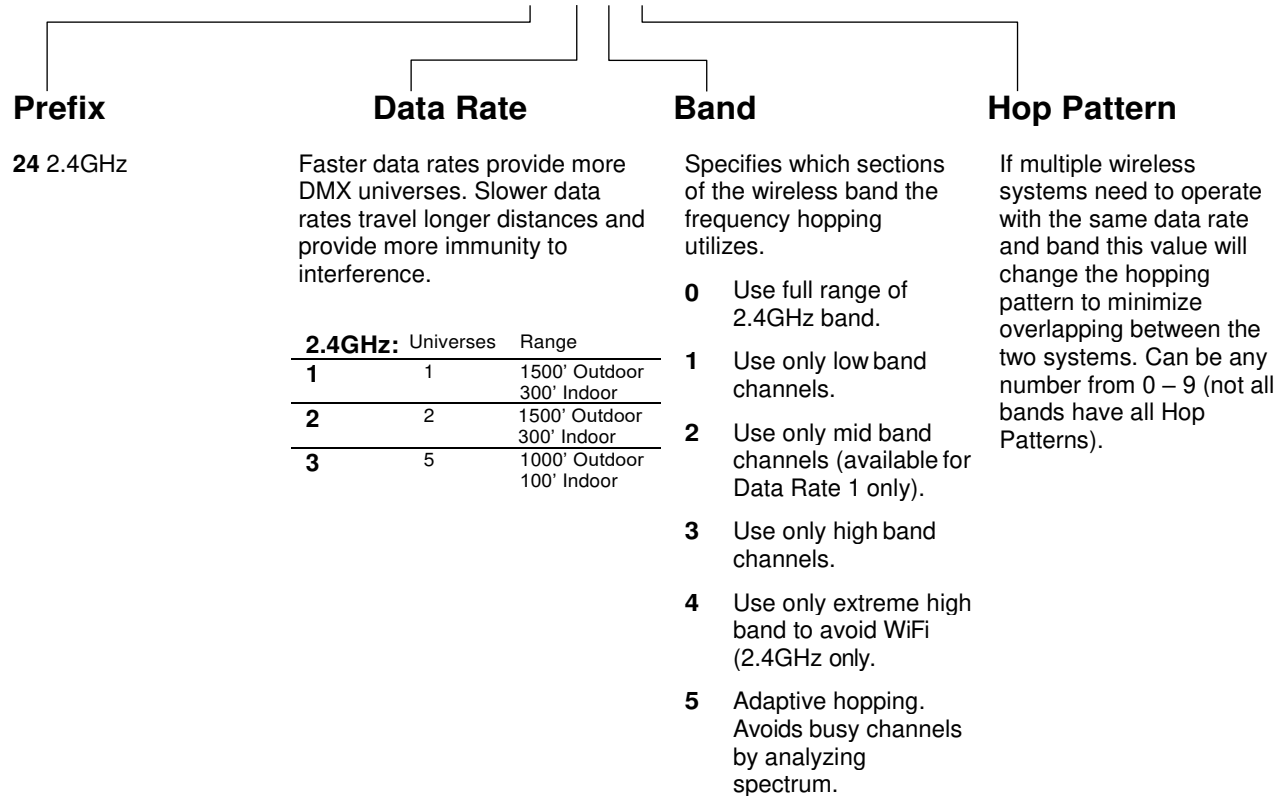 Prefix
Data Rate
Band
Hop Pattern
24 2.4GHz
Faster data rates provide more
DMX universes. Slower data
rates travel longer distances and
provide more immunity to
interference.
2.4GHz: Universes Range
1 1 1500' Outdoor
300' Indoor
2 2 1500' Outdoor
300' Indoor
3 5 1000' Outdoor
100' Indoor
Specifies which sections
of the wireless band the
frequency hopping
utilizes.
0 Use full range of
2.4GHz band.
1 Use only low band
channels.
2 Use only mid band
channels (available for
Data Rate 1 only).
3 Use only high band
channels.
4 Use only extreme high
band to avoid WiFi
(2.4GHz only.
5 Adaptive hopping.
Avoids busy channels
by analyzing
spectrum.
If multiple wireless
systems need to operate
with the same data rate
and band this value will
change the hopping
pattern to minimize
overlapping between the
two systems. Can be any
number from 0 – 9 (not all
bands have all Hop
Patterns).